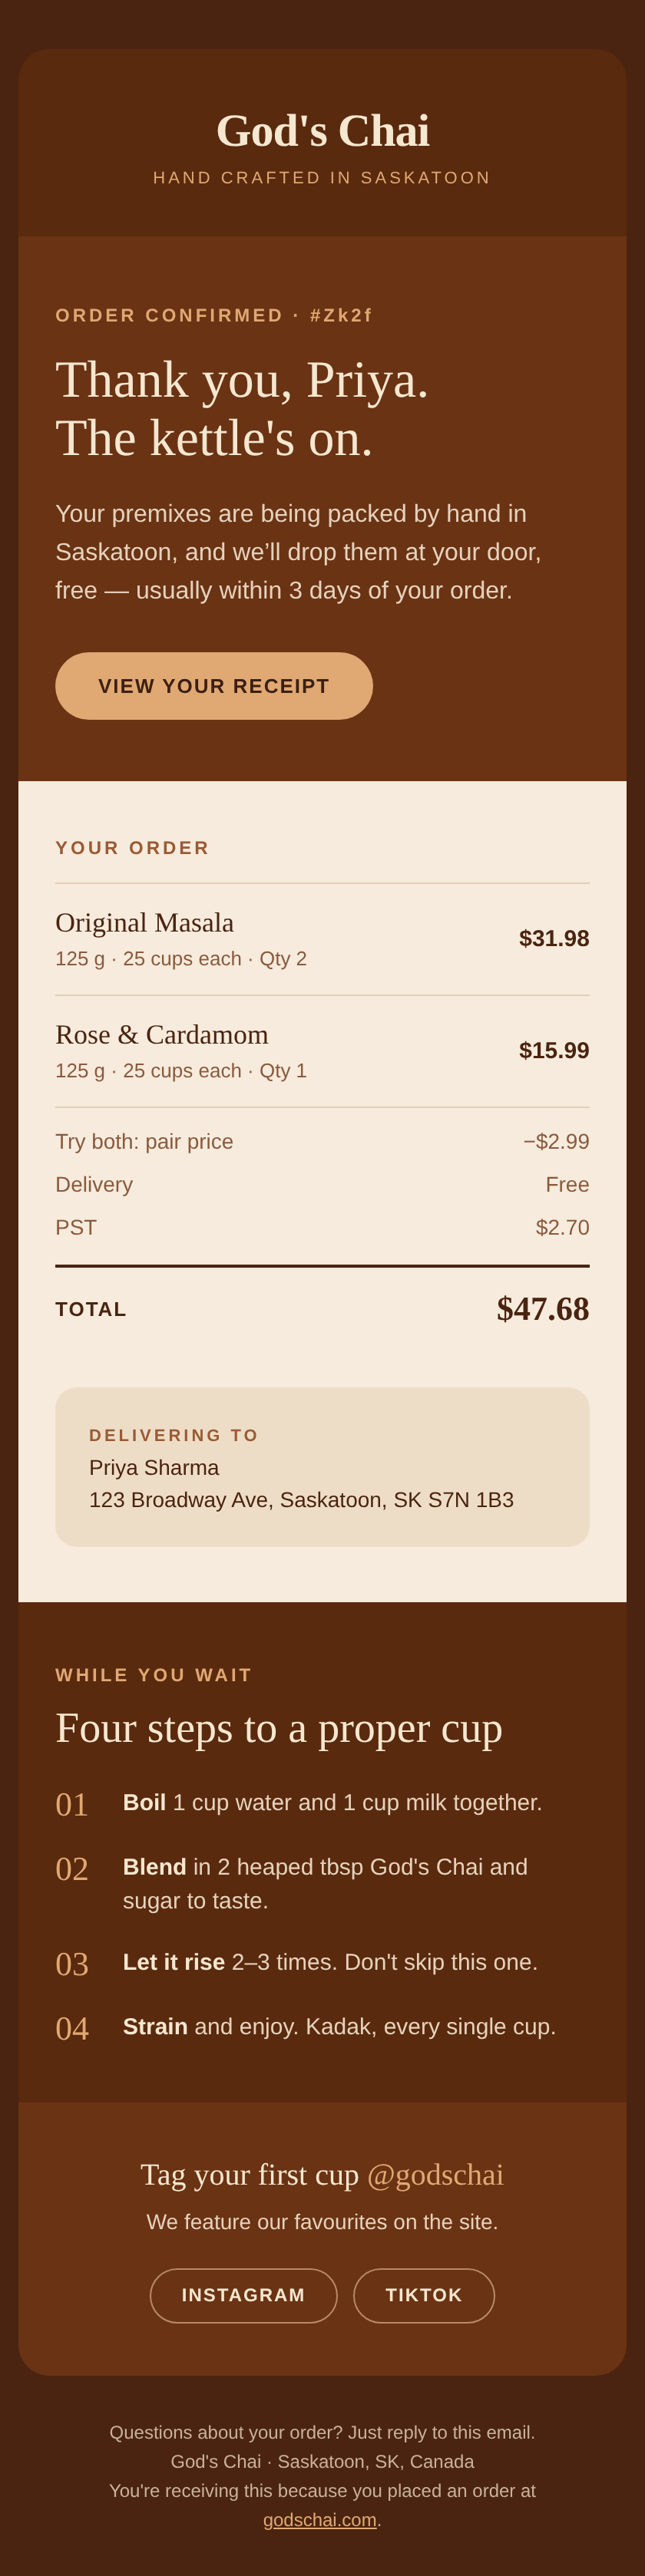 God's Chai
HAND CRAFTED IN SASKATOON
ORDER CONFIRMED · #Zk2f
Thank you, Priya.
The kettle's on.
Your premixes are being packed by hand in
Saskatoon, and we’ll drop them at your door,
free — usually within 3 days of your order.
VIEW YOUR RECEIPT
YOUR ORDER
Original Masala
125 g · 25 cups each · Qty 2
$31.98
Rose & Cardamom
125 g · 25 cups each · Qty 1
$15.99
Try both: pair price −$2.99
Delivery Free
PST $2.70
TOTAL $47.68
DELIVERING TO
Priya Sharma
123 Broadway Ave, Saskatoon, SK S7N 1B3
WHILE YOU WAIT
Four steps to a proper cup
01 Boil 1 cup water and 1 cup milk together.
02 Blend in 2 heaped tbsp God's Chai and
sugar to taste.
03 Let it rise 2–3 times. Don't skip this one.
04 Strain and enjoy. Kadak, every single cup.
Tag your first cup @godschai
We feature our favourites on the site.
INSTAGRAM TIKTOK
Questions about your order? Just reply to this email.
God's Chai · Saskatoon, SK, Canada
You're receiving this because you placed an order at
godschai.com.